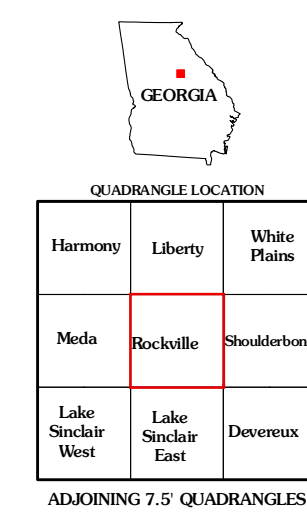 GEORGIA
QUADRANGLE LOCATION
Harmony
Liberty
White
Plains
Meda
Rockville
Shoulderbon
Lake
Sinclair
West
Lake
Sinclair
East
Devereux
ADJOINING 7.5' QUADRANGLES